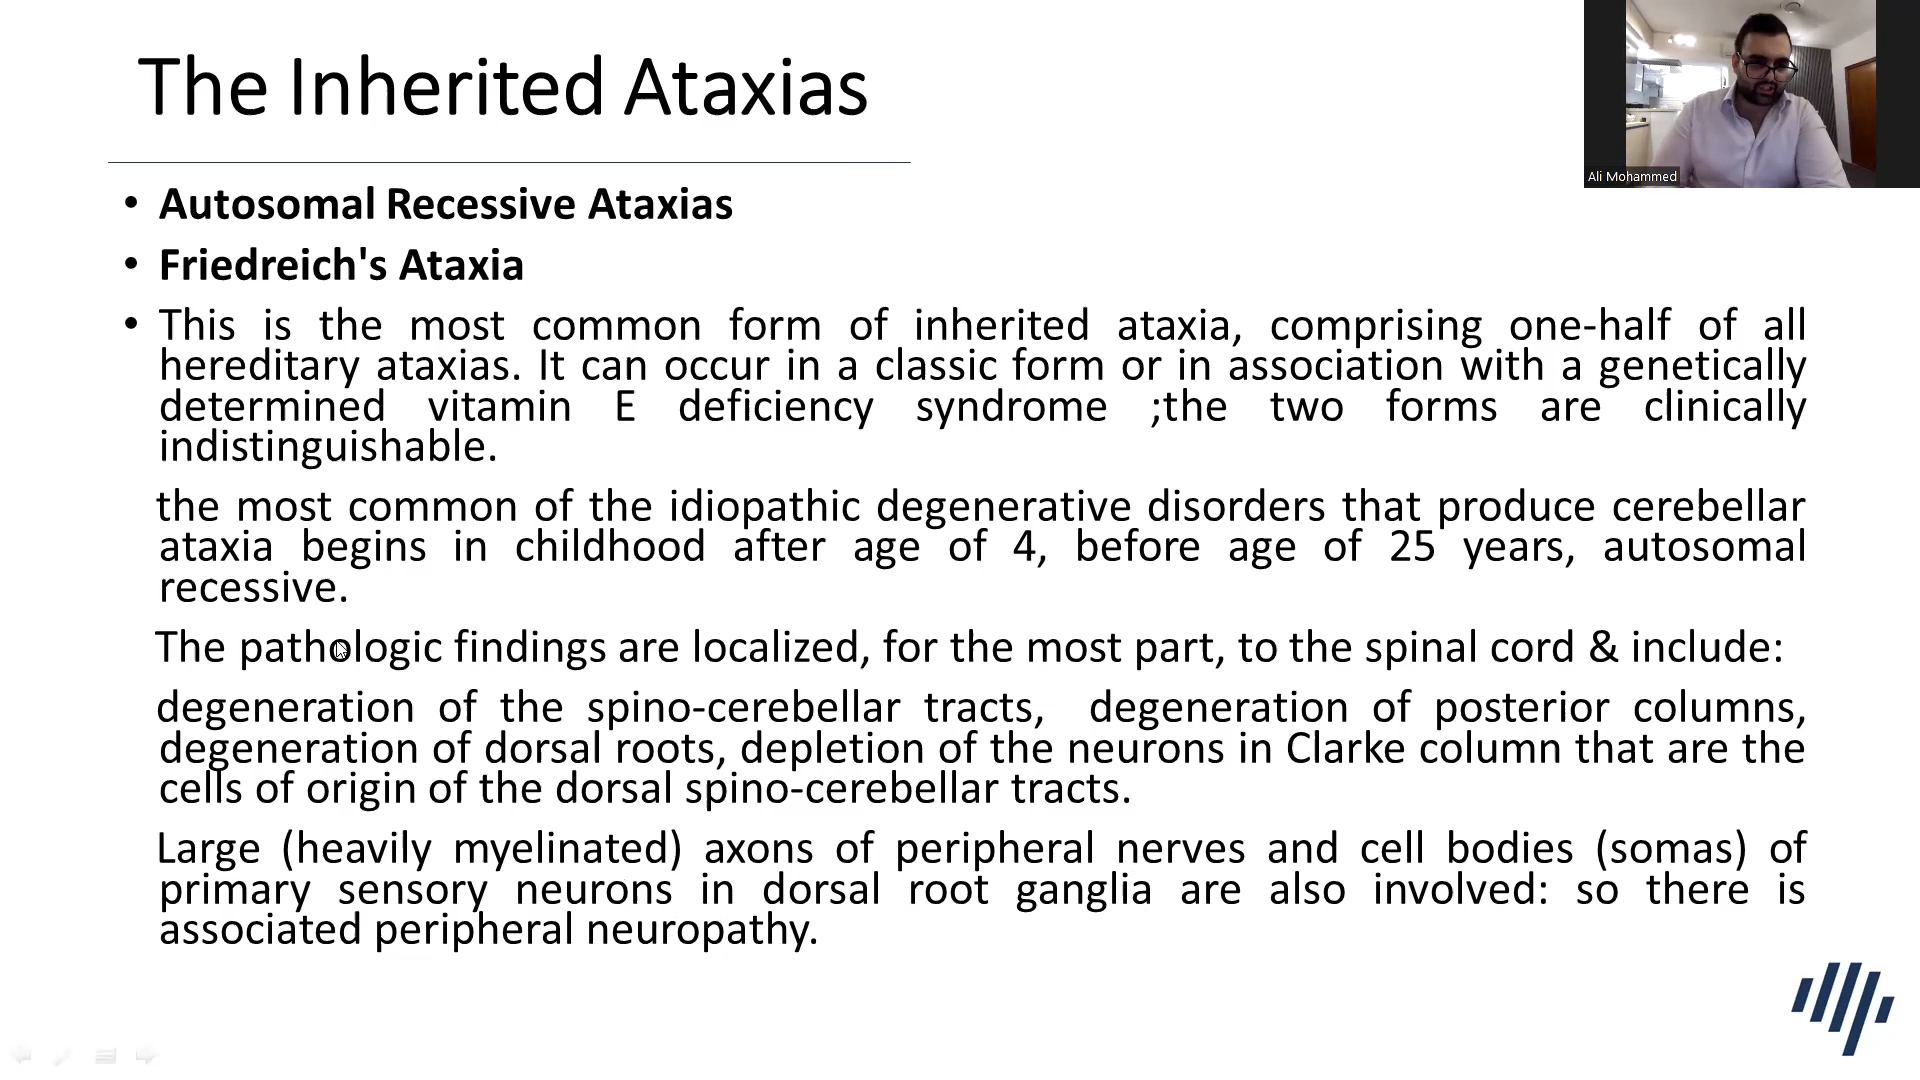 The Inherited Ataxias
Ali Mohammed
• Autosomal Recessive Ataxias
• Friedreich's Ataxia
• This is the most common form of inherited ataxia, comprising one-half of all
hereditary ataxias. It can occur in a classic form or in association with a genetically
determined vitamin E deficiency syndrome ;the two forms are clinically
indistinguishable.
the most common of the idiopathic degenerative disorders that produce cerebellar
ataxia begins in childhood after age of 4, before age of 25 years, autosomal
recessive.
The pathologic findings are localized, for the most part, to the spinal cord & include:
degeneration of the spino-cerebellar tracts, degeneration of posterior columns,
degeneration of dorsal roots, depletion of the neurons in Clarke column that are the
cells of origin of the dorsal spino-cerebellar tracts.
Large (heavily myelinated) axons of peripheral nerves and cell bodies (somas) of
primary sensory neurons in dorsal root ganglia are also involved: so there is
associated peripheral neuropathy.